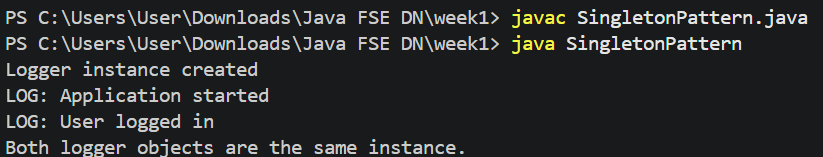 PS C:\Users\User\Downloads\Java FSE DN\week1> javac SingletonPattern.java
PS C:\Users\User\Downloads\Java FSE DN\week1> java SingletonPattern
Logger instance created
LOG: Application started
LOG: User logged in
Both logger objects are the same instance.